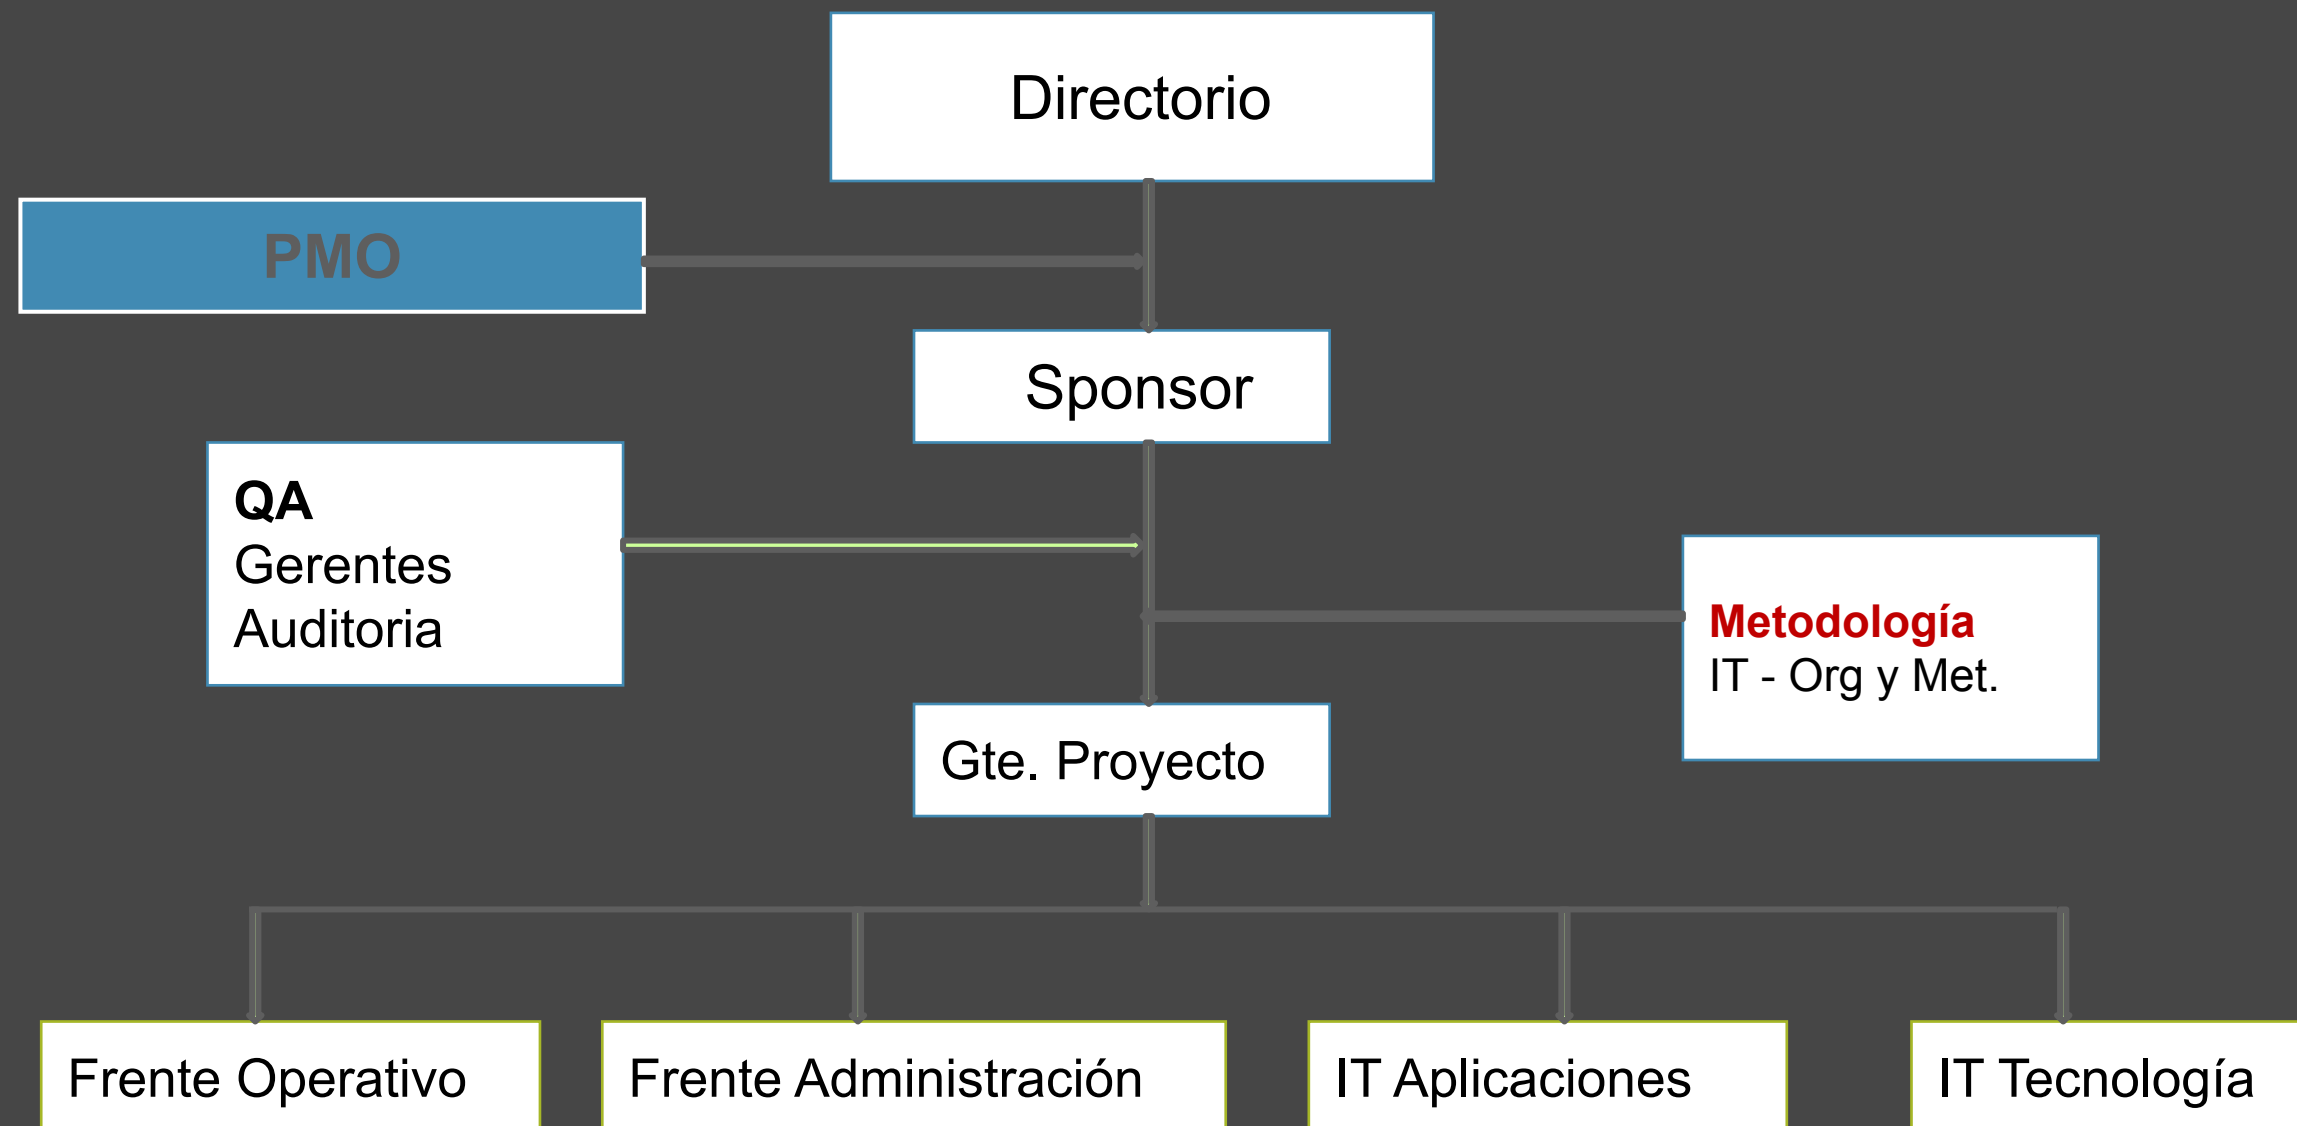 Directorio
PMO
Sponsor
QA
Gerentes
Auditoria
Metodología
IT - Org y Met.
Gte. Proyecto
Frente Operativo
Frente Administración
IT Aplicaciones
IT Tecnología